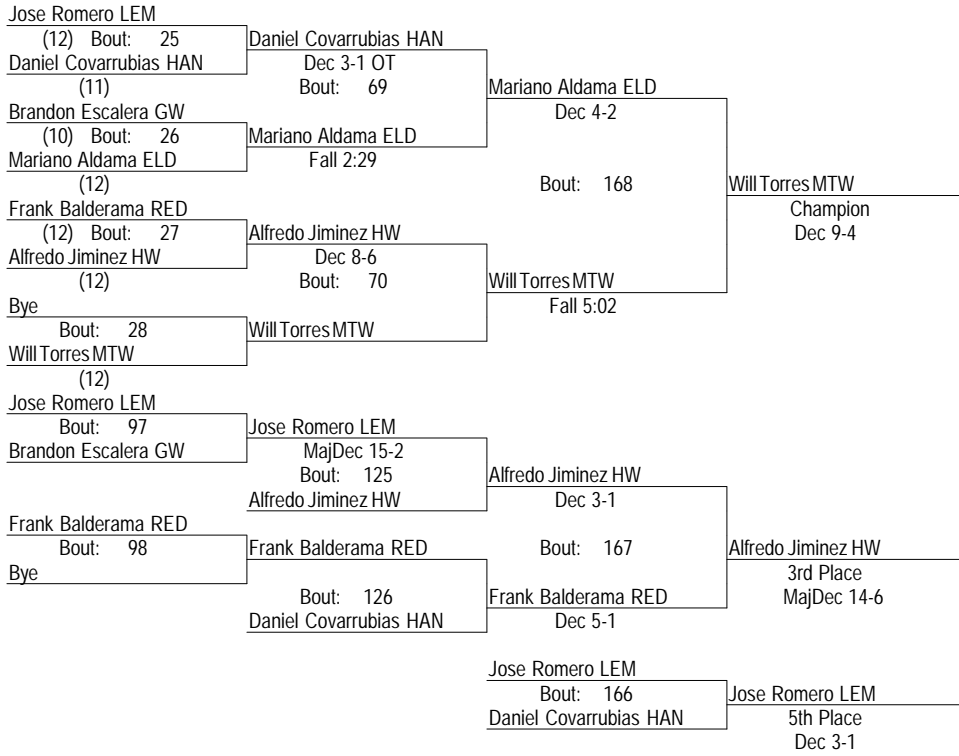 Jose Romero LEM
(12) Bout: 25
Daniel Covarrubias HAN
(11)
Daniel Covarrubias HAN
Dec 3-1 OT
Bout: 69
Brandon Escalera GW
(10) Bout: 26
Mariano Aldama ELD
(12)
Mariano Aldama ELD
Fall 2:29
Mariano Aldama ELD
Dec 4-2
Bout: 168
Frank Balderama RED
(12) Bout: 27
Alfredo Jiminez HW
(12)
Alfredo Jiminez HW
Dec 8-6
Bout: 70
Bye
Bout: 28
Will Torres MTW
(12)
Will Torres MTW
Will Torres MTW
Fall 5:02
Will Torres MTW
Champion
Dec 9-4
Jose Romero LEM
Bout: 97
Brandon Escalera GW
Jose Romero LEM
MajDec 15-2
Bout: 125
Alfredo Jiminez HW
Alfredo Jiminez HW
Dec 3-1
Frank Balderama RED
Bout: 98
Bye
Frank Balderama RED
Bout: 126
Daniel Covarrubias HAN
Bout: 167
Frank Balderama RED
Dec 5-1
Alfredo Jiminez HW
3rd Place
MajDec 14-6
Jose Romero LEM
Bout: 166
Daniel Covarrubias HAN
Jose Romero LEM
5th Place
Dec 3-1